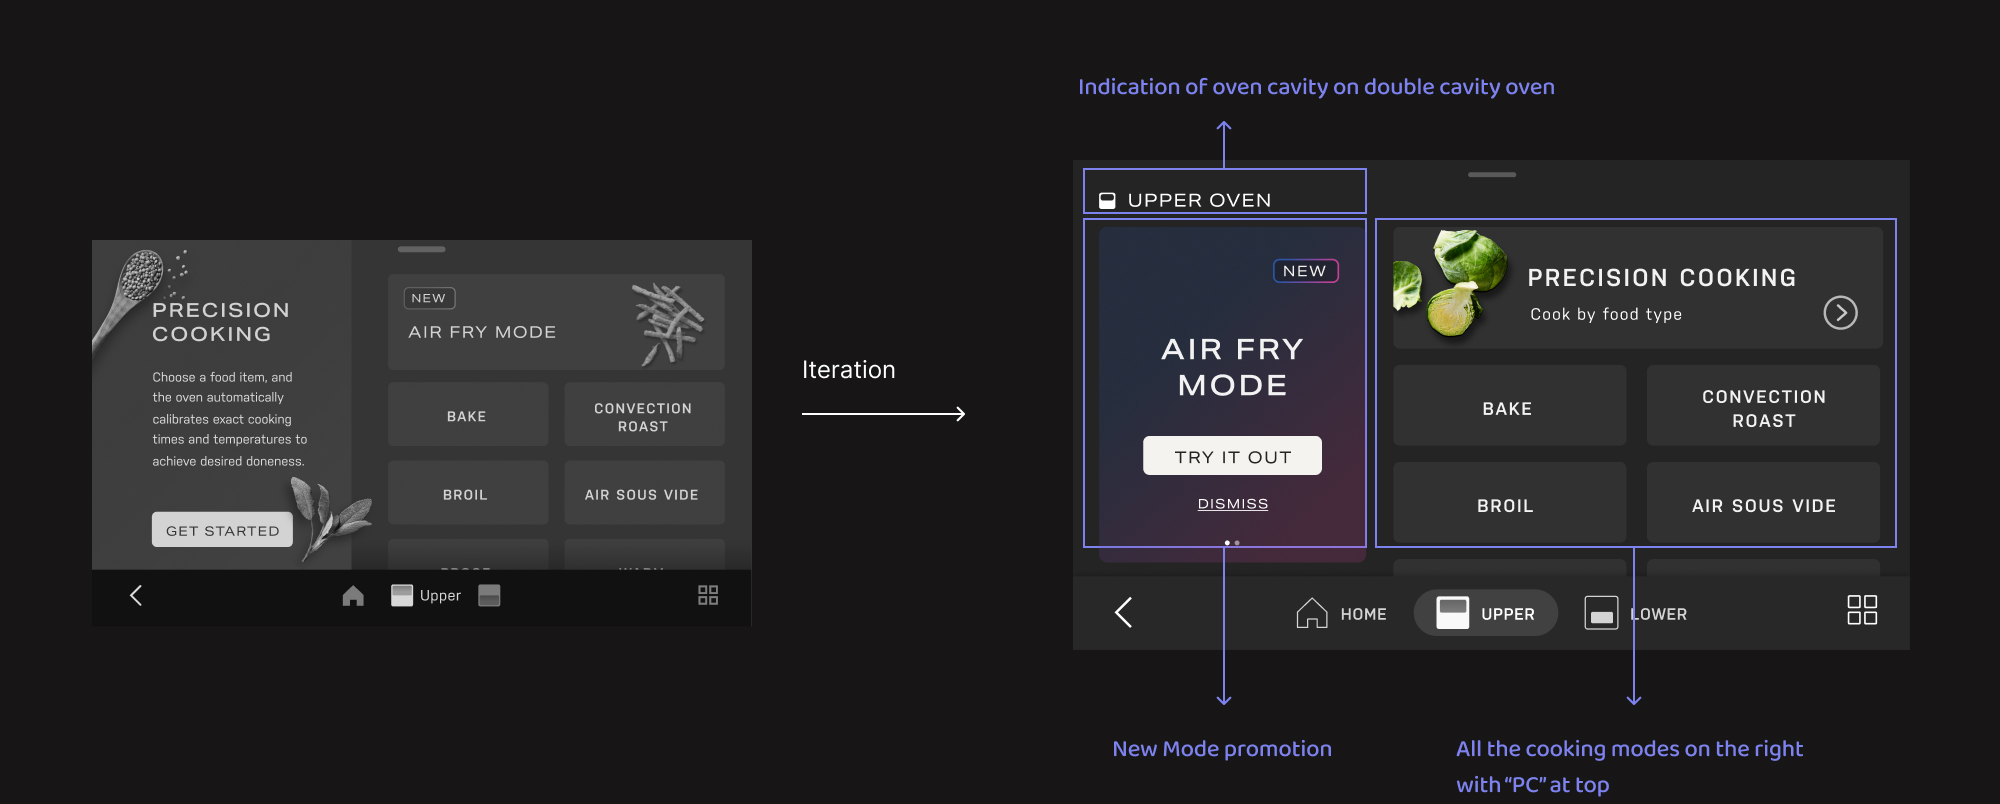 Indication of oven cavity on double cavity oven
PRECISION
COOKING
Choose a food item, and
the oven automatically
calibrates exact cooking
times and temperatures to
achieve desired doneness.
GET STARTED
NEW
AIR FRY MODE
BAKE
CONVECTION
ROAST
BROIL
AIR SOUS VIDE
Upper
Iteration
UPPER OVEN
NEW
AIR FRY
MODE
TRY IT OUT
DISMISS
PRECISION COOKING
Cook by food type
BAKE
CONVECTION
ROAST
BROIL
AIR SOUS VIDE
HOME
UPPER
LOWER
New Mode promotion
All the cooking modes on the right
with “PC” at top